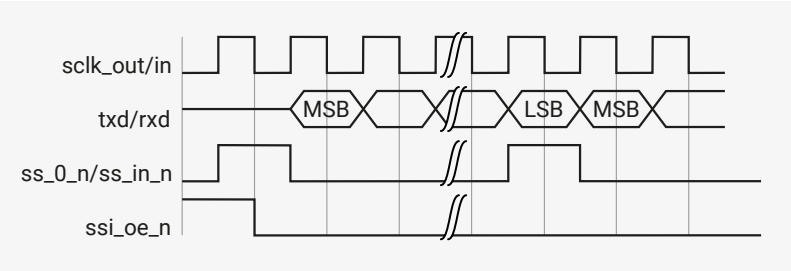 sclk_out/in
txd/rxd MSB LSB MSB
ss_0_n/ss_in_n
ssi_oe_n